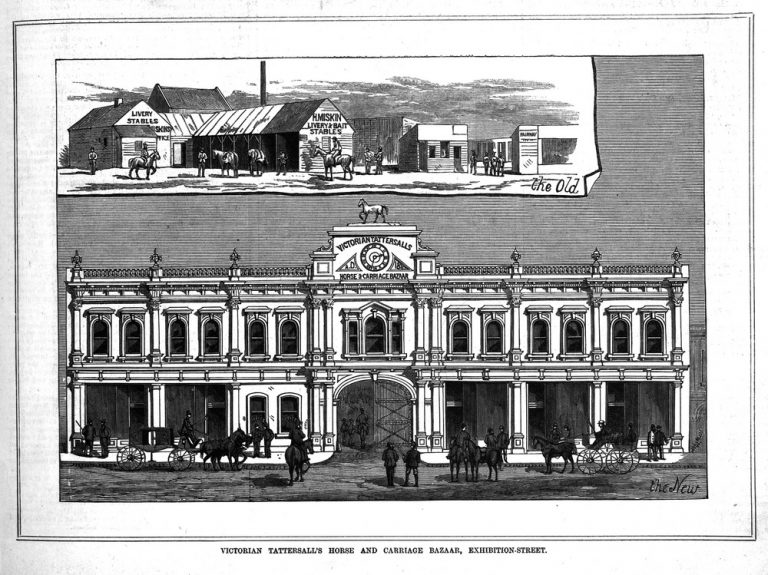 LIVERY
STABLES
H.MISKIN
LIVERY & BAIT
STABLES
the Old
VICTORIAN TATTERSALLS
HORSE & CARRIAGE BAZAAR
the New
VICTORIAN TATTERSALL'S HORSE AND CARRIAGE BAZAAR, EXHIBITION-STREET.